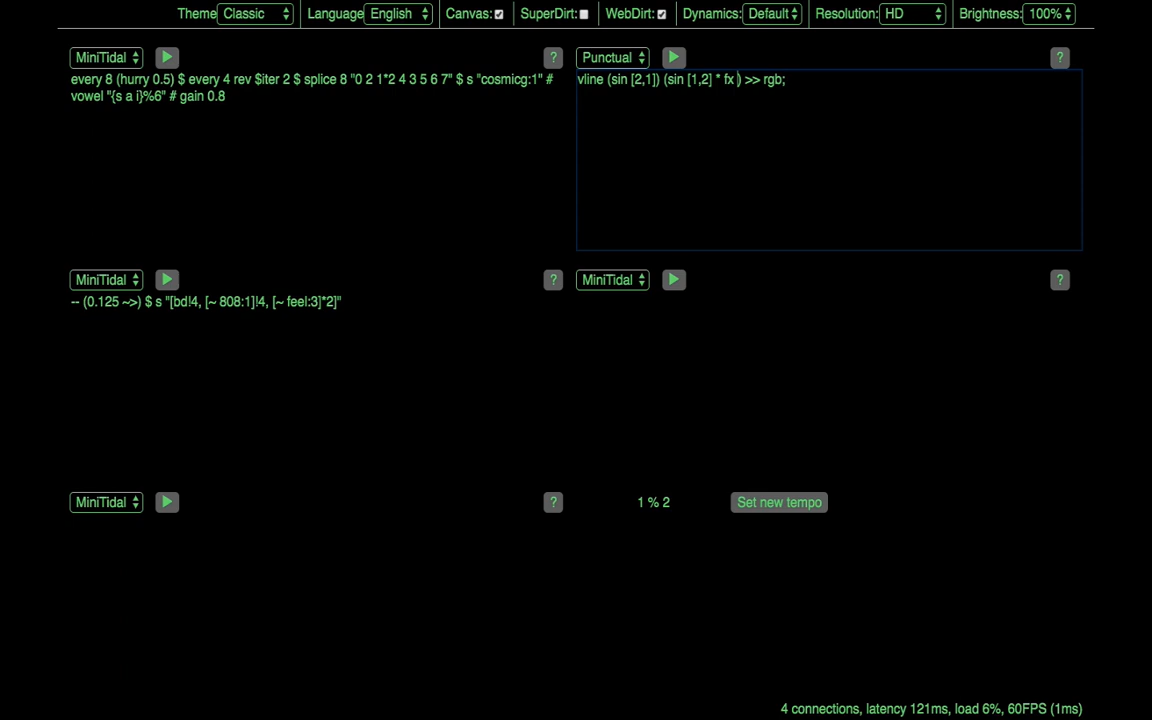 Theme Classic Language English Canvas: SuperDirt: WebDirt: Dynamics: Default Resolution: HD Brightness: 100%
MiniTidal ?
every 8 (hurry 0.5) $ every 4 rev $iter 2 $ splice 8 "0 2 1*2 4 3 5 6 7" $ s "cosmicg:1" #
vowel "{s a i}%6" # gain 0.8
Punctual ?
vline (sin [2,1]) (sin [1,2] * fx ) >> rgb;
MiniTidal ?
-- (0.125 ~>) $ s "[bd!4, [~ 808:1]!4, [~ feel:3]*2]"
MiniTidal ?
MiniTidal ?
1 % 2 Set new tempo
4 connections, latency 121ms, load 6%, 60FPS (1ms)